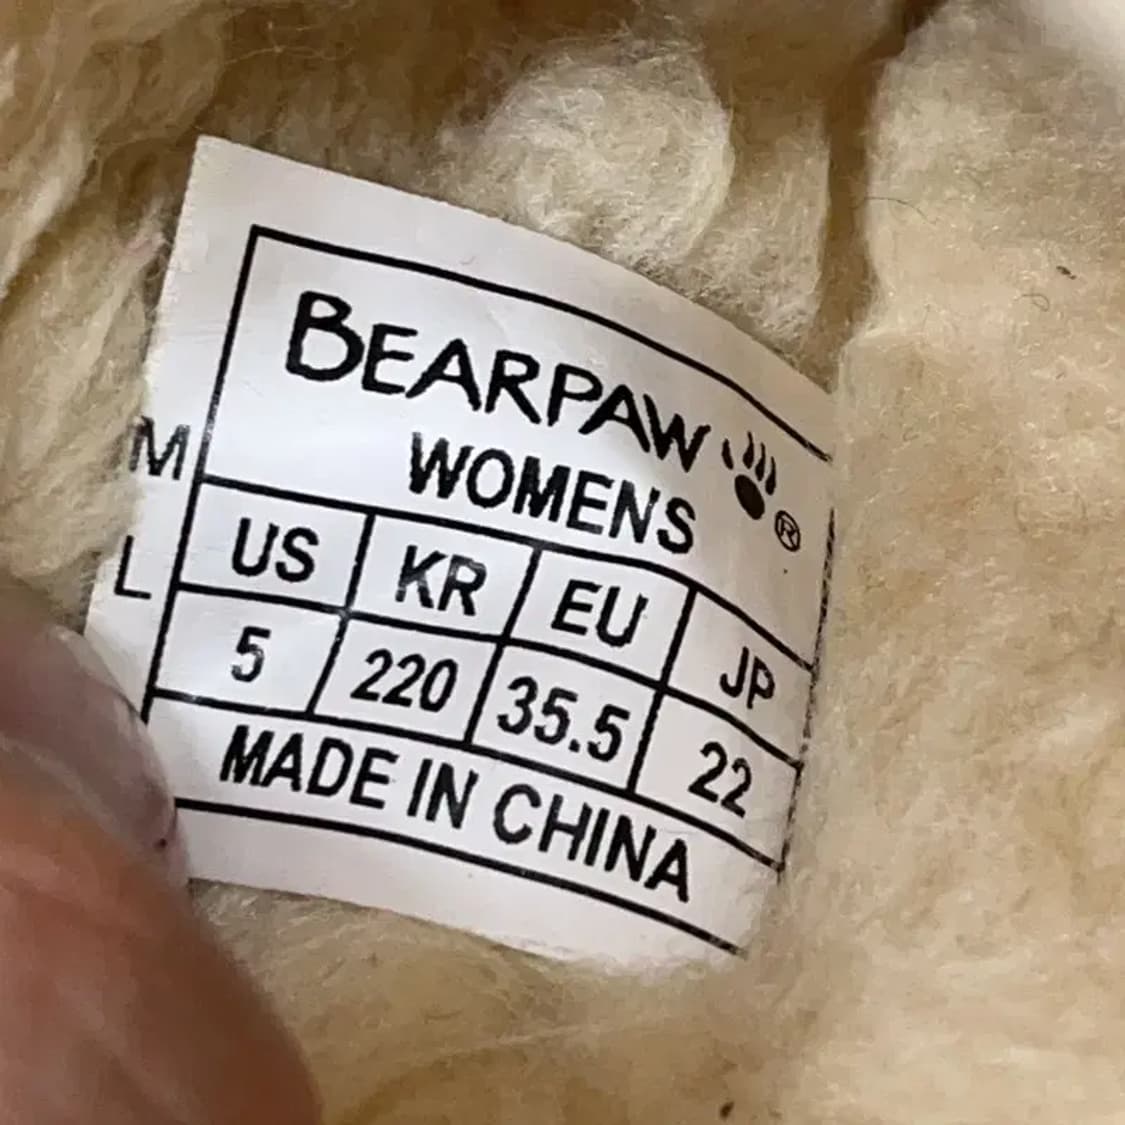 BEARPAW ®
WOMENS
M
US KR EU JP
L
5 220 35.5 22
MADE IN CHINA